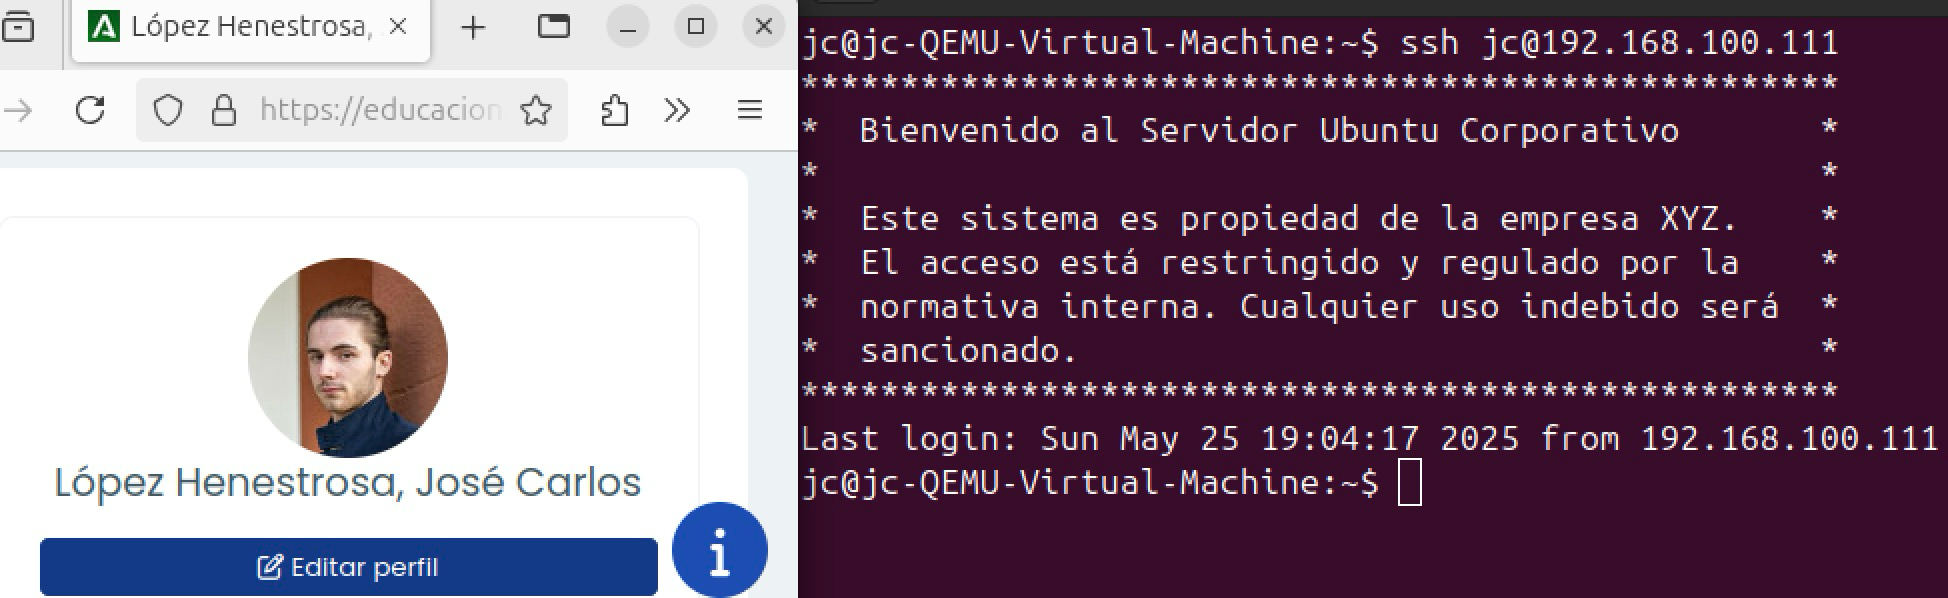 López Henestrosa,
https://educacion
López Henestrosa, José Carlos
Editar perfil
i
jc@jc-QEMU-Virtual-Machine:~$ ssh jc@192.168.100.111
****************************************************
*  Bienvenido al Servidor Ubuntu Corporativo       *
*                                                  *
*  Este sistema es propiedad de la empresa XYZ.    *
*  El acceso está restringido y regulado por la    *
*  normativa interna. Cualquier uso indebido será  *
*  sancionado.                                     *
****************************************************
Last login: Sun May 25 19:04:17 2025 from 192.168.100.111
jc@jc-QEMU-Virtual-Machine:~$